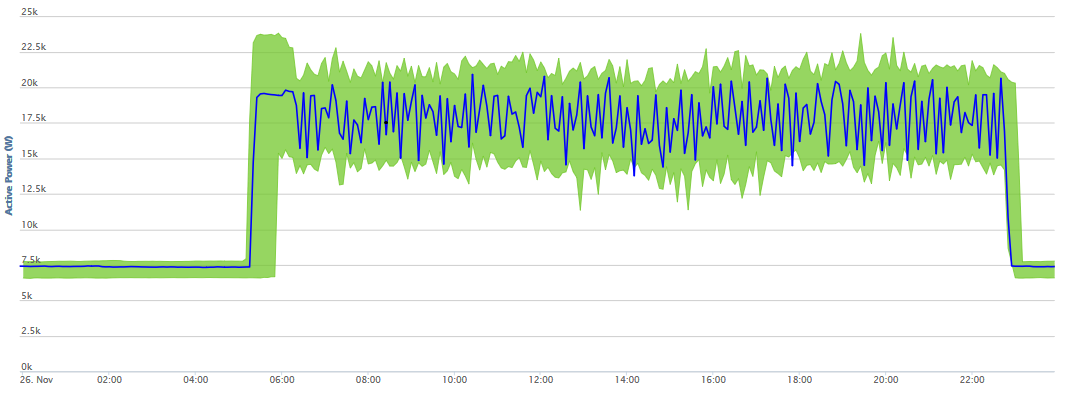 25k
22.5k
20k
17.5k
15k
12.5k
10k
7.5k
5k
2.5k
0k
Active Power (W)
26. Nov
02:00
04:00
06:00
08:00
10:00
12:00
14:00
16:00
18:00
20:00
22:00